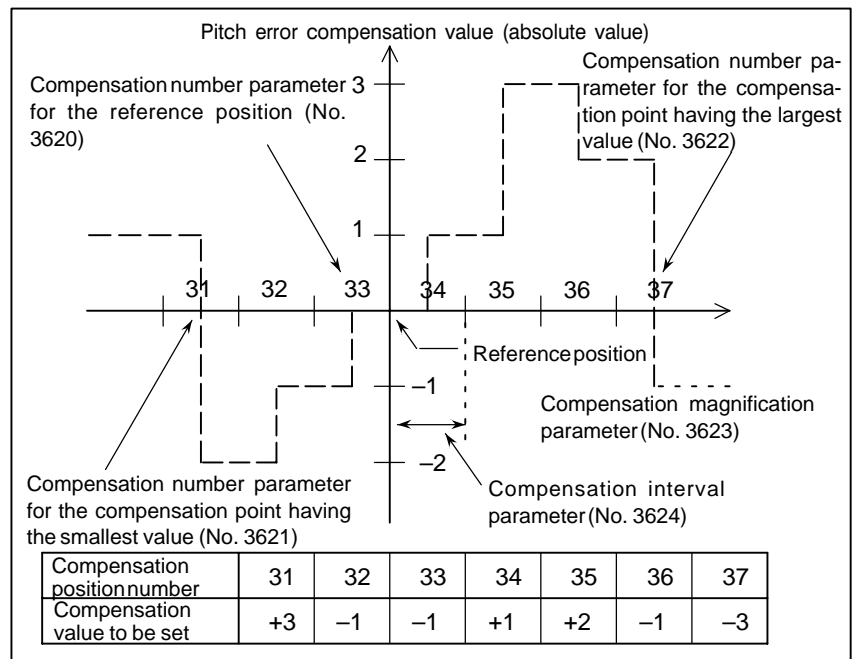 Pitch error compensation value (absolute value)
Compensation number parameter
for the reference position (No.
3620)
Compensation number pa-
rameter for the compensa-
tion point having the largest
value (No. 3622)
3
2
1
31 32 33 34 35 36 37
Reference position
–1
–2
Compensation magnification
parameter (No. 3623)
Compensation number parameter
for the compensation point having
the smallest value (No. 3621)
Compensation interval
parameter (No. 3624)
Compensation
position number
31 32 33 34 35 36 37
Compensation
value to be set
+3 –1 –1 +1 +2 –1 –3